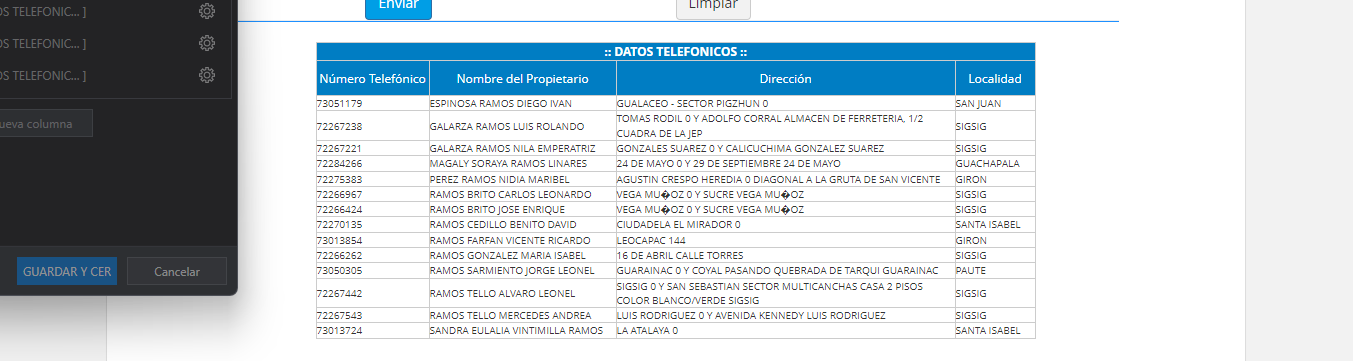 OS TELEFONIC... ]
OS TELEFONIC... ]
OS TELEFONIC... ]
ueva columna
GUARDAR Y CER
Cancelar
Enviar
Limpiar
:: DATOS TELEFONICOS ::
Número Telefónico Nombre del Propietario Dirección Localidad
73051179 ESPINOSA RAMOS DIEGO IVAN GUALACEO - SECTOR PIGZHUN 0 SAN JUAN
72267238 GALARZA RAMOS LUIS ROLANDO TOMAS RODIL 0 Y ADOLFO CORRAL ALMACEN DE FERRETERIA, 1/2
CUADRA DE LA JEP SIGSIG
72267221 GALARZA RAMOS NILA EMPERATRIZ GONZALES SUAREZ 0 Y CALICUCHIMA GONZALEZ SUAREZ SIGSIG
72284266 MAGALY SORAYA RAMOS LINARES 24 DE MAYO 0 Y 29 DE SEPTIEMBRE 24 DE MAYO GUACHAPALA
72275383 PEREZ RAMOS NIDIA MARIBEL AGUSTIN CRESPO HEREDIA 0 DIAGONAL A LA GRUTA DE SAN VICENTE GIRON
72266967 RAMOS BRITO CARLOS LEONARDO VEGA MU�OZ 0 Y SUCRE VEGA MU�OZ SIGSIG
72266424 RAMOS BRITO JOSE ENRIQUE VEGA MU�OZ 0 Y SUCRE VEGA MU�OZ SIGSIG
72270135 RAMOS CEDILLO BENITO DAVID CIUDADELA EL MIRADOR 0 SANTA ISABEL
73013854 RAMOS FARFAN VICENTE RICARDO LEOCAPAC 144 GIRON
72266262 RAMOS GONZALEZ MARIA ISABEL 16 DE ABRIL CALLE TORRES SIGSIG
73050305 RAMOS SARMIENTO JORGE LEONEL GUARAINAC 0 Y COYAL PASANDO QUEBRADA DE TARQUI GUARAINAC PAUTE
72267442 RAMOS TELLO ALVARO LEONEL SIGSIG 0 Y SAN SEBASTIAN SECTOR MULTICANCHAS CASA 2 PISOS
COLOR BLANCO/VERDE SIGSIG SIGSIG
72267543 RAMOS TELLO MERCEDES ANDREA LUIS RODRIGUEZ 0 Y AVENIDA KENNEDY LUIS RODRIGUEZ SIGSIG
73013724 SANDRA EULALIA VINTIMILLA RAMOS LA ATALAYA 0 SANTA ISABEL